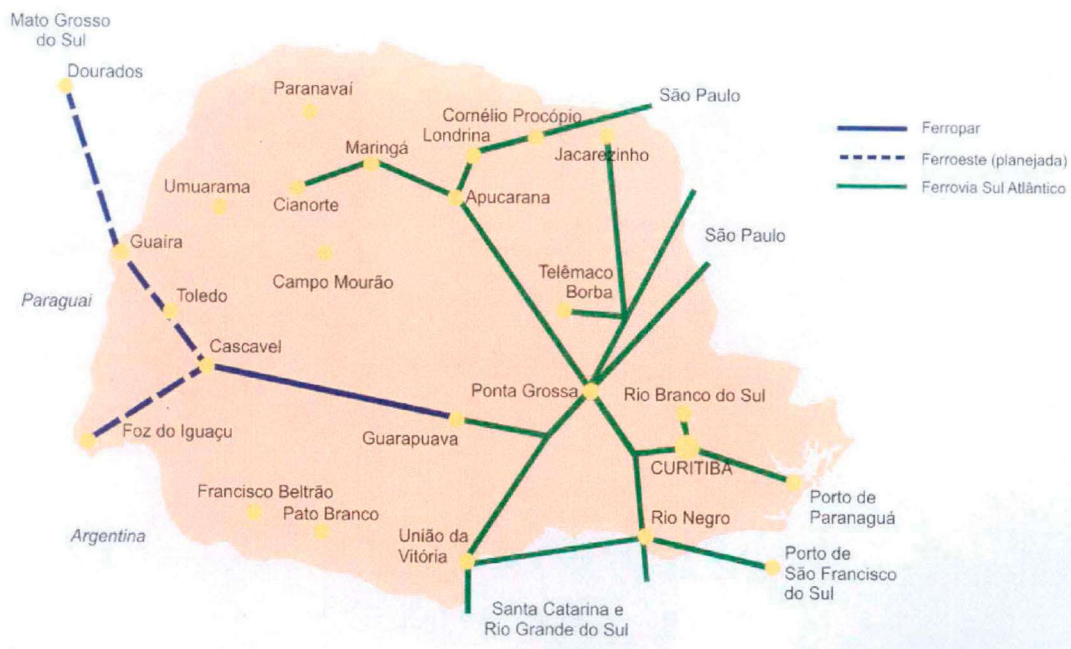 Mato Grosso
do Sul
Dourados
Paranavaí
São Paulo
Cornélio Procópio
Londrina
Jacarezinho
Maringá
Umuarama
Cianorte
Apucarana
Ferropar
Ferroeste (planejada)
Ferrovia Sul Atlântico
Guaíra
São Paulo
Campo Mourão
Telêmaco
Borba
Paraguai
Toledo
Cascavel
Ponta Grossa
Rio Branco do Sul
Foz do Iguaçu
Guarapuava
CURITIBA
Francisco Beltrão
Pato Branco
Porto de
Paranaguá
Rio Negro
Argentina
União da
Vitória
Porto de
São Francisco
do Sul
Santa Catarina e
Rio Grande do Sul